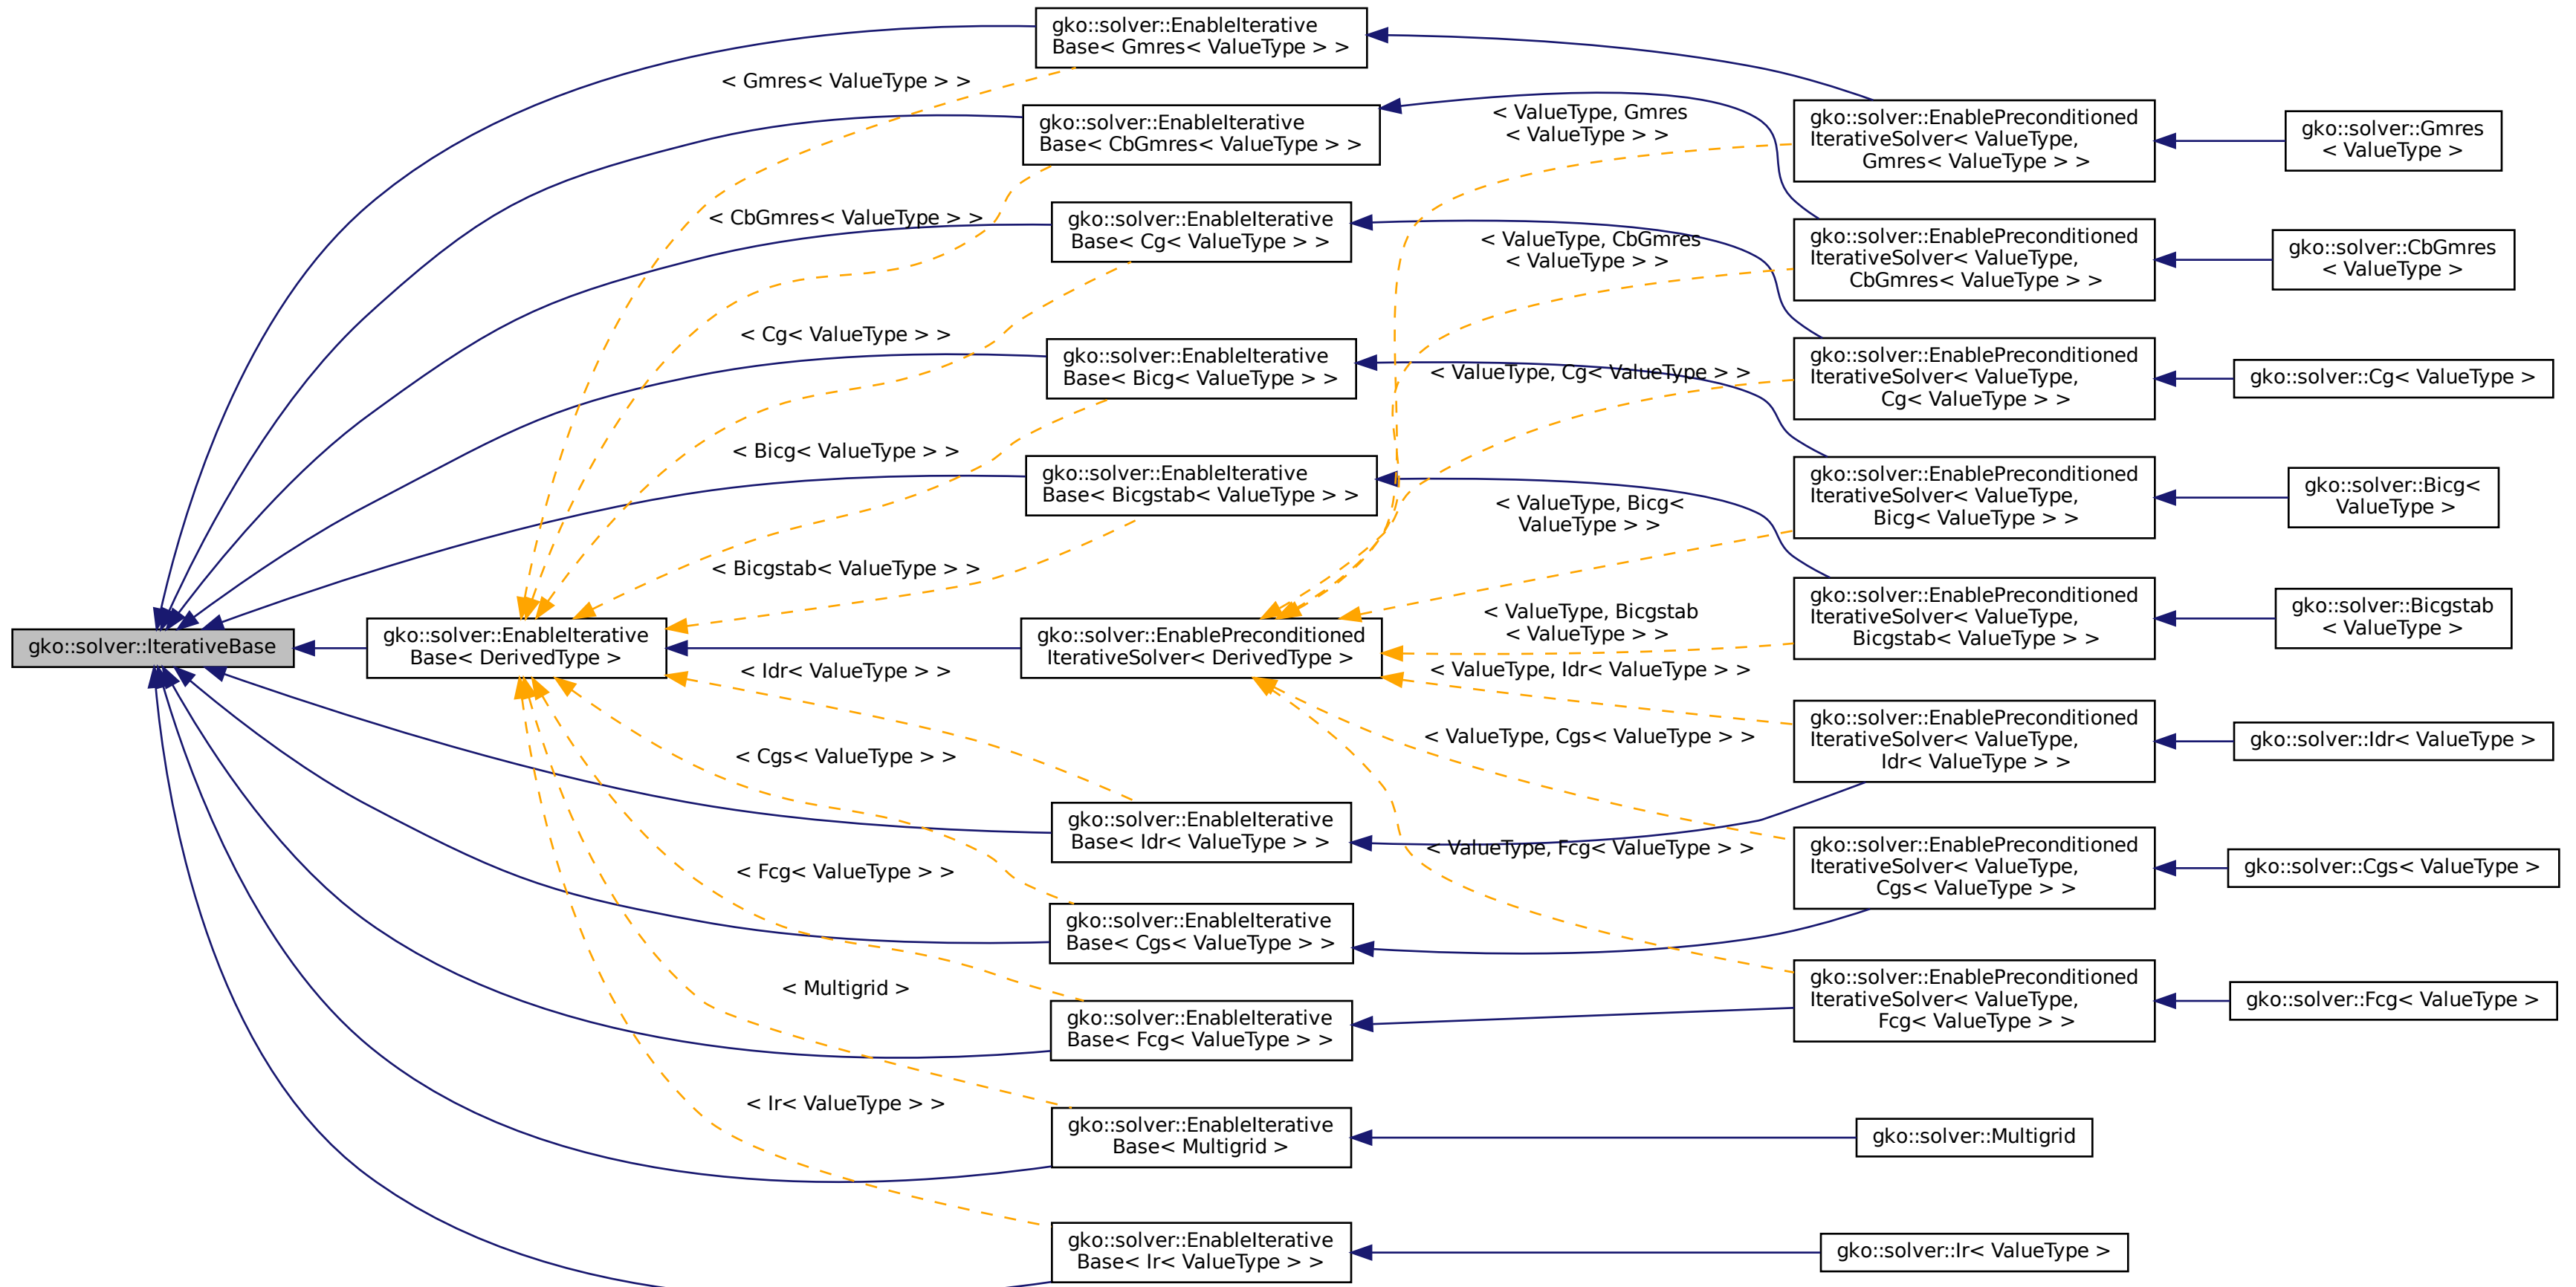 gko::solver::EnableIterative
Base< Gmres< ValueType > >
< Gmres< ValueType > >
gko::solver::EnableIterative
Base< CbGmres< ValueType > >
< ValueType, Gmres
< ValueType > >
gko::solver::EnablePreconditioned
IterativeSolver< ValueType,
Gmres< ValueType > >
gko::solver::Gmres
< ValueType >
< CbGmres< ValueType > >
gko::solver::EnableIterative
Base< Cg< ValueType > >
< ValueType, CbGmres
< ValueType > >
gko::solver::EnablePreconditioned
IterativeSolver< ValueType,
CbGmres< ValueType > >
gko::solver::CbGmres
< ValueType >
< Cg< ValueType > >
gko::solver::EnableIterative
Base< Bicg< ValueType > >
< ValueType, Cg< ValueType > >
gko::solver::EnablePreconditioned
IterativeSolver< ValueType,
Cg< ValueType > >
gko::solver::Cg< ValueType >
< Bicg< ValueType > >
gko::solver::EnableIterative
Base< Bicgstab< ValueType > >
< ValueType, Bicg<
ValueType > >
gko::solver::EnablePreconditioned
IterativeSolver< ValueType,
Bicg< ValueType > >
gko::solver::Bicg<
ValueType >
< Bicgstab< ValueType > >
< ValueType, Bicgstab
< ValueType > >
gko::solver::EnablePreconditioned
IterativeSolver< ValueType,
Bicgstab< ValueType > >
gko::solver::Bicgstab
< ValueType >
gko::solver::IterativeBase
gko::solver::EnableIterative
Base< DerivedType >
gko::solver::EnablePreconditioned
IterativeSolver< DerivedType >
< Idr< ValueType > >
< ValueType, Idr< ValueType > >
gko::solver::EnablePreconditioned
IterativeSolver< ValueType,
Idr< ValueType > >
gko::solver::Idr< ValueType >
< Cgs< ValueType > >
< ValueType, Cgs< ValueType > >
gko::solver::EnableIterative
Base< Idr< ValueType > >
< ValueType, Fcg< ValueType > >
gko::solver::EnablePreconditioned
IterativeSolver< ValueType,
Cgs< ValueType > >
gko::solver::Cgs< ValueType >
< Fcg< ValueType > >
gko::solver::EnableIterative
Base< Cgs< ValueType > >
< Multigrid >
gko::solver::EnableIterative
Base< Fcg< ValueType > >
gko::solver::EnablePreconditioned
IterativeSolver< ValueType,
Fcg< ValueType > >
gko::solver::Fcg< ValueType >
< Ir< ValueType > >
gko::solver::EnableIterative
Base< Multigrid >
gko::solver::Multigrid
gko::solver::EnableIterative
Base< Ir< ValueType > >
gko::solver::Ir< ValueType >